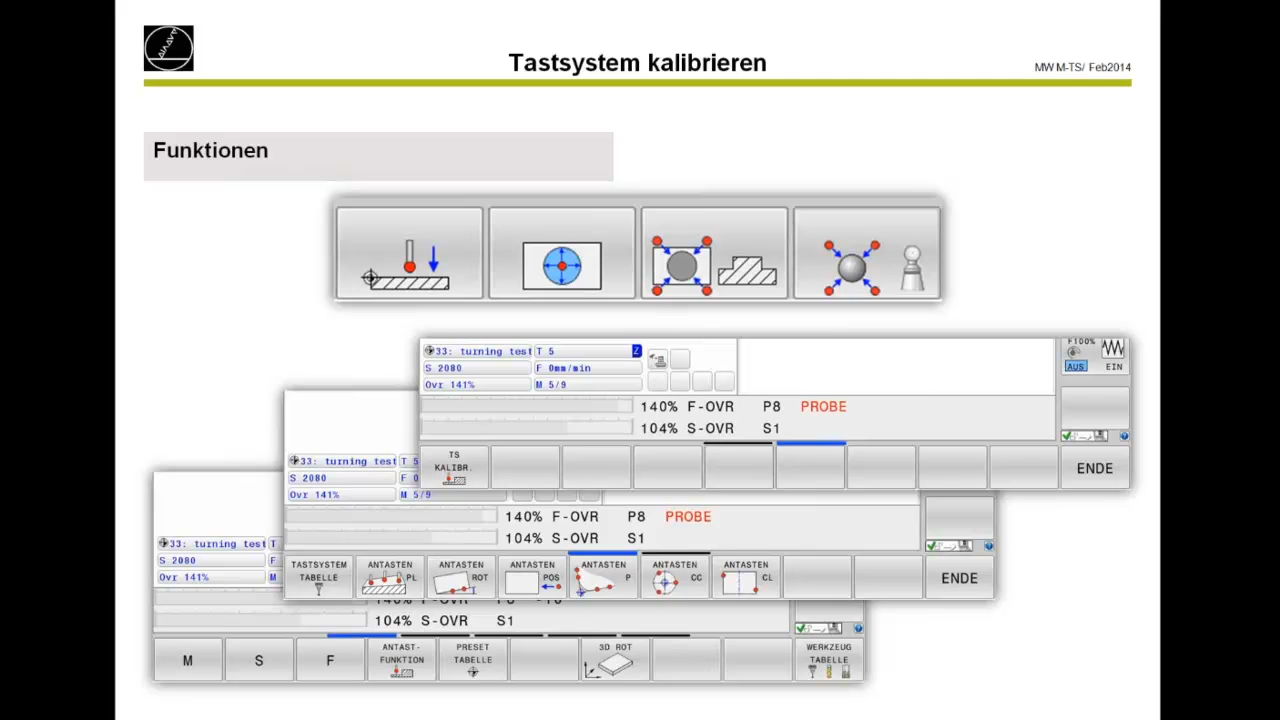 Tastsystem kalibrieren
MW M-TS/ Feb2014
Funktionen
33: turning test T 5 Z
S 2080 F 0mm/min
Ovr 141% M 5/9
F100%
AUS EIN
140% F-OVR P8 PROBE
104% S-OVR S1
TS
KALIBR.
ENDE
33: turning test T 5
S 2080 F 0
Ovr 141% M 5/9
140% F-OVR P8 PROBE
104% S-OVR S1
TASTSYSTEM
TABELLE
ANTASTEN
PL
ANTASTEN
ROT
ANTASTEN
POS
ANTASTEN
P
ANTASTEN
CC
ANTASTEN
CL
ENDE
33: turning test T
S 2080 F
Ovr 141% M
104% S-OVR S1
M
S
F
ANTAST-
FUNKTION
PRESET
TABELLE
3D ROT
WERKZEUG
TABELLE